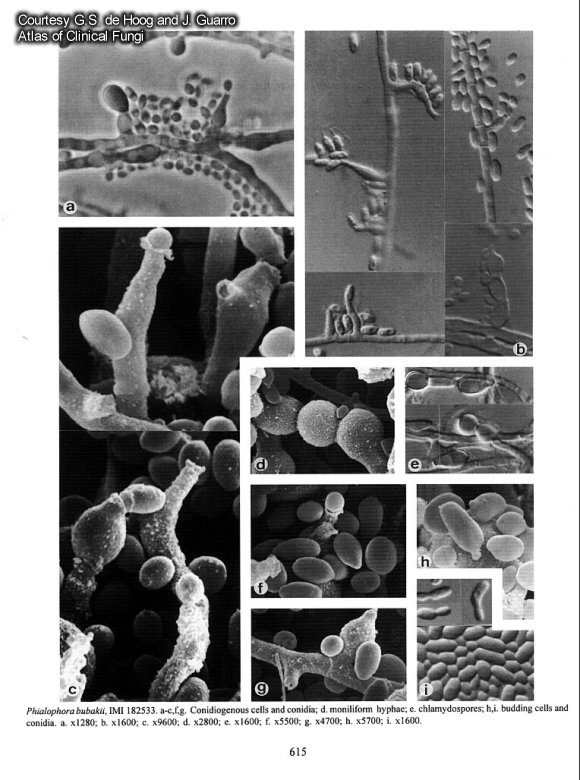 Courtesy G.S. de Hoog and J. Guarro
Atlas of Clinical Fungi
a
b
c
d
e
f
h
g
i
Phialophora bubakii, IMI 182533. a-c,f,g. Conidiogenous cells and conidia; d. moniliform hyphae; e. chlamydospores; h,i. budding cells and
conidia. a. x1280; b. x1600; c. x9600; d. x2800; e. x1600; f. x5500; g. x4700; h. x5700; i. x1600.
615